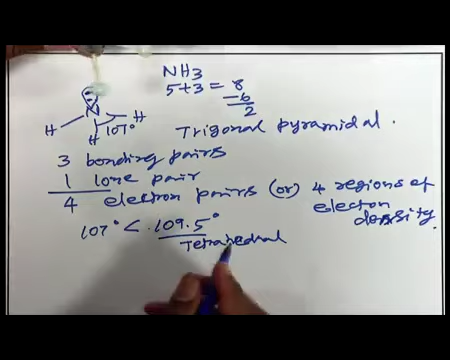 NH3
5+3 = 8
-6
2
N
H
H
H
107°
Trigonal pyramidal.
3 bonding pairs
1 lone pair
4 electron pairs (or) 4 regions of
electron
density.
107° < 109.5°
Tetrahedral